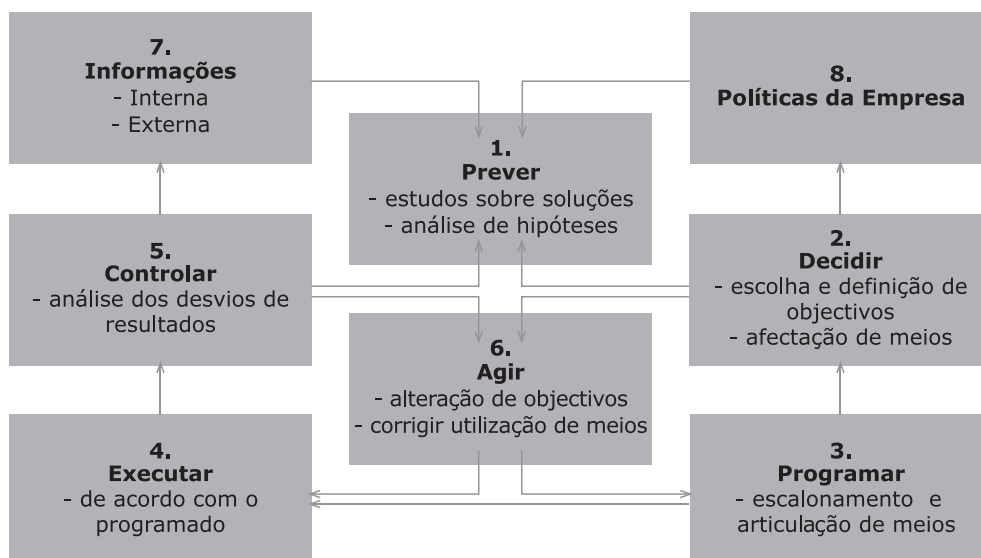 7.
Informações
- Interna
- Externa
8.
Políticas da Empresa
1.
Prever
- estudos sobre soluções
- análise de hipóteses
5.
Controlar
- análise dos desvios de
resultados
2.
Decidir
- escolha e definição de
objectivos
- afectação de meios
6.
Agir
- alteração de objectivos
- corrigir utilização de meios
4.
Executar
- de acordo com o
programado
3.
Programar
- escalonamento e
articulação de meios